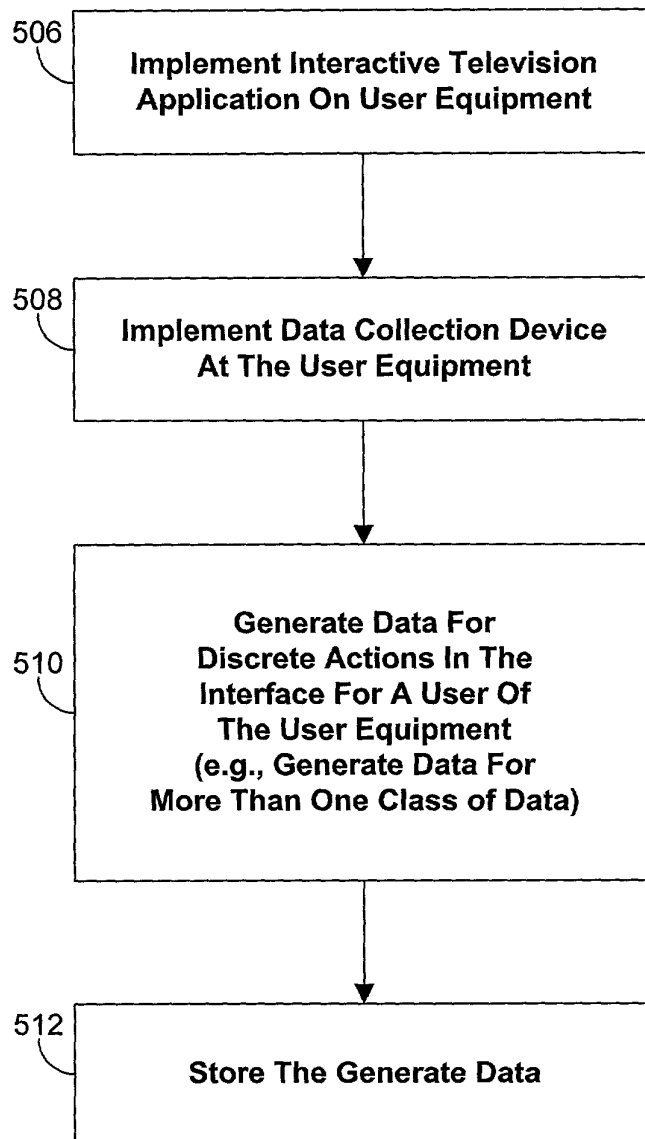 506
Implement Interactive Television
Application On User Equipment
508
Implement Data Collection Device
At The User Equipment
510
Generate Data For
Discrete Actions In The
Interface For A User Of
The User Equipment
(e.g., Generate Data For
More Than One Class of Data)
512
Store The Generate Data